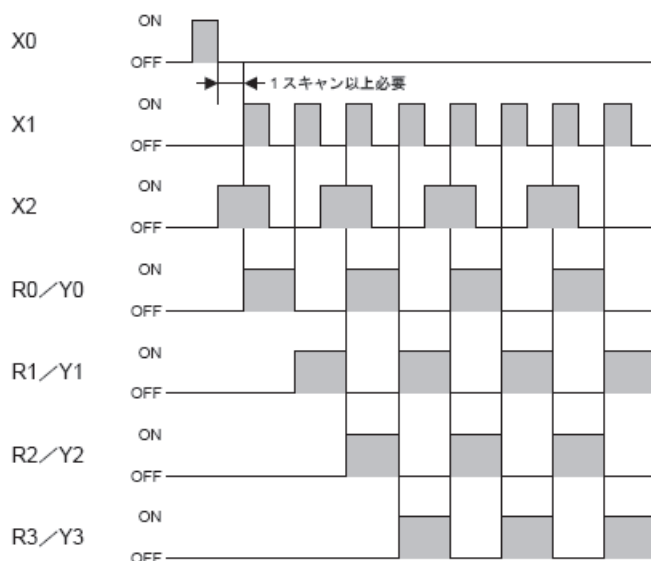 ON
X0
OFF
1スキャン以上必要
ON
X1
OFF
ON
X2
OFF
ON
R0／Y0
OFF
ON
R1／Y1
OFF
ON
R2／Y2
OFF
ON
R3／Y3
OFF